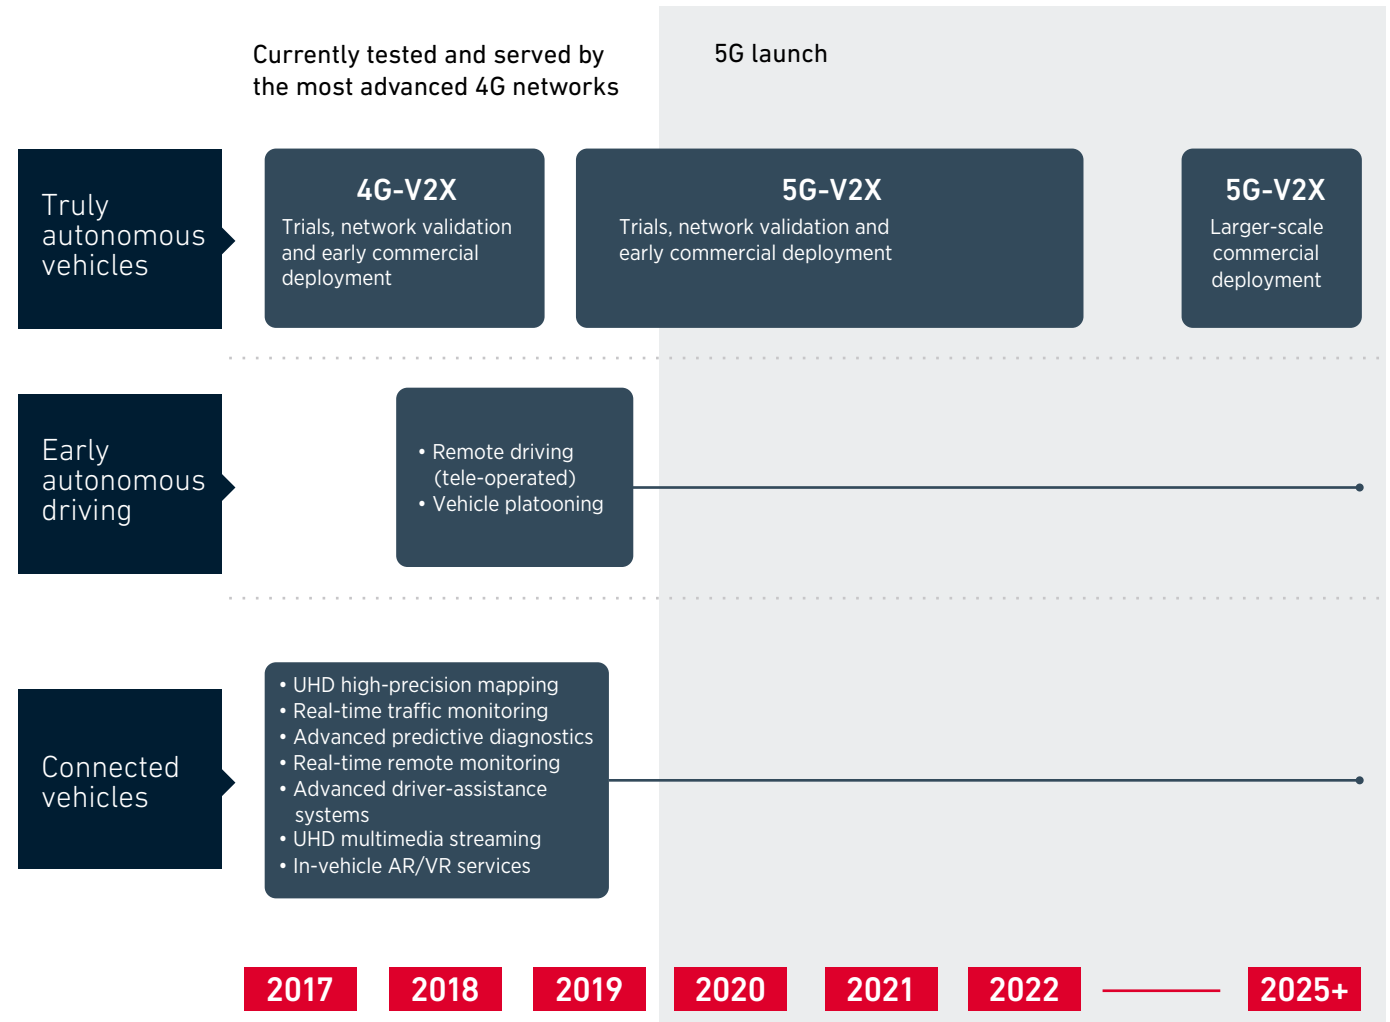 Currently tested and served by
the most advanced 4G networks
5G launch
Truly
autonomous
vehicles
4G-V2X
Trials, network validation
and early commercial
deployment
5G-V2X
Trials, network validation and
early commercial deployment
5G-V2X
Larger-scale
commercial
deployment
Early
autonomous
driving
• Remote driving
(tele-operated)
• Vehicle platooning
Connected
vehicles
• UHD high-precision mapping
• Real-time traffic monitoring
• Advanced predictive diagnostics
• Real-time remote monitoring
• Advanced driver-assistance
systems
• UHD multimedia streaming
• In-vehicle AR/VR services
2017
2018
2019
2020
2021
2022
2025+